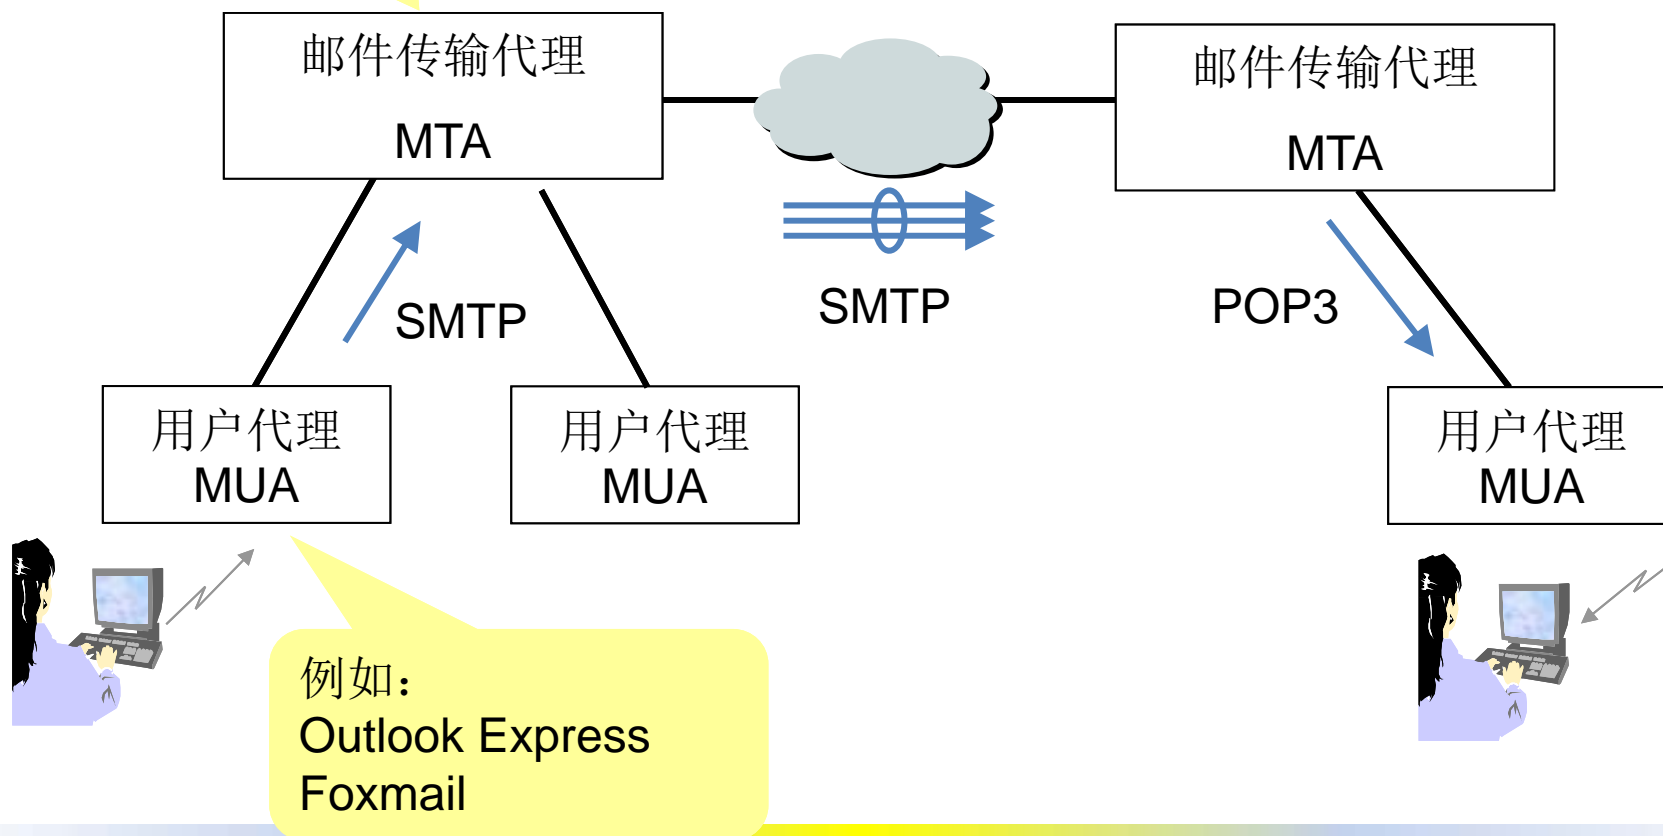 邮件传输代理
MTA
邮件传输代理
MTA
SMTP
SMTP
POP3
用户代理
MUA
用户代理
MUA
用户代理
MUA
例如：
Outlook Express
Foxmail